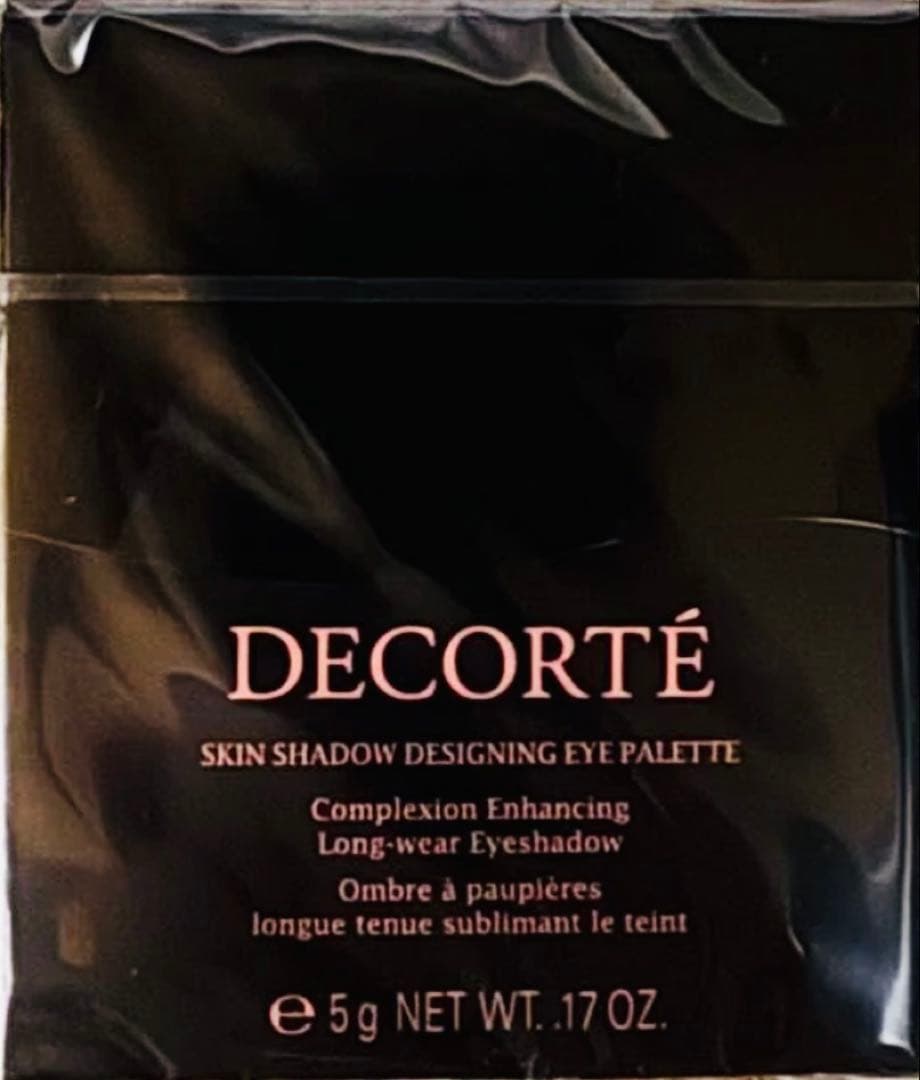 DECORTÉ
SKIN SHADOW DESIGNING EYE PALETTE
Complexion Enhancing
Long-wear Eyeshadow
Ombre à paupières
longue tenue sublimant le teint
℮ 5g NET WT. .17 OZ.